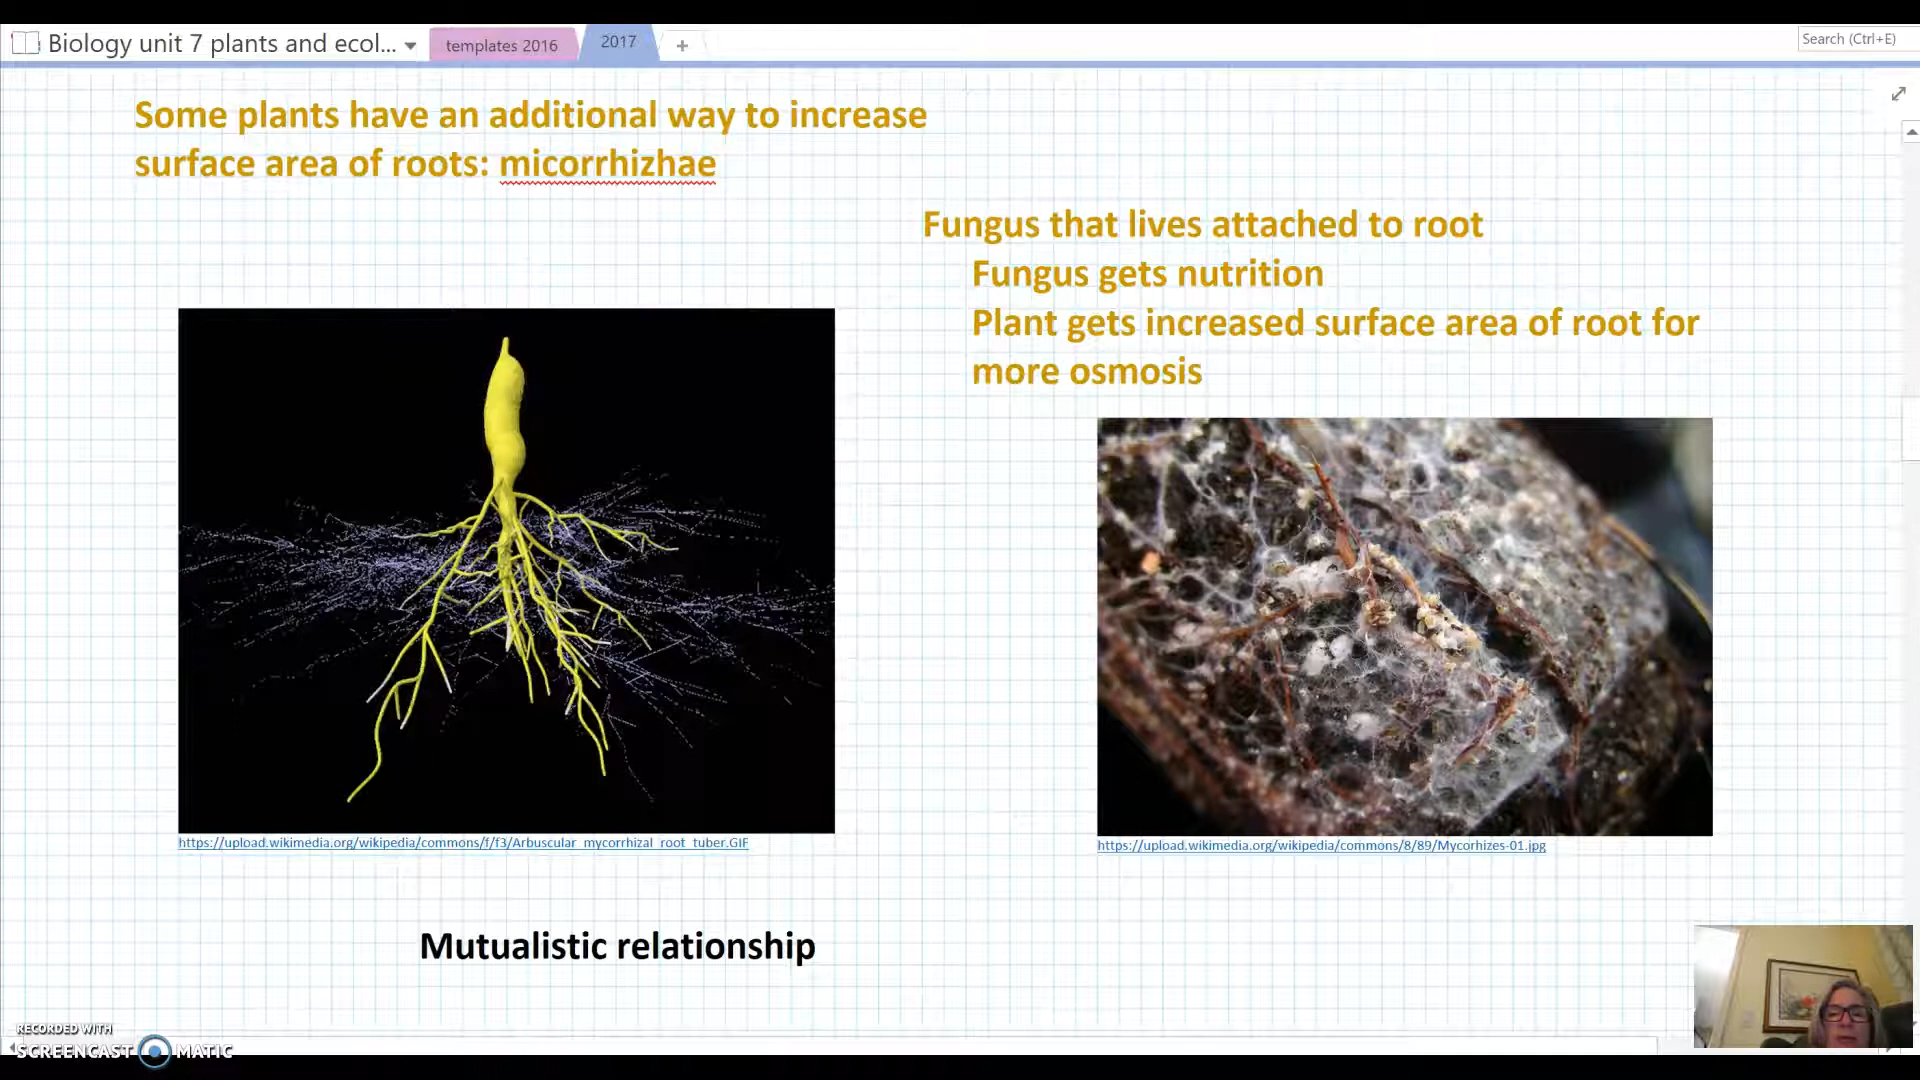 Biology unit 7 plants and ecol...
templates 2016
2017
Search (Ctrl+E)
Some plants have an additional way to increase
surface area of roots: micorrhizhae
Fungus that lives attached to root
Fungus gets nutrition
Plant gets increased surface area of root for
more osmosis
https://upload.wikimedia.org/wikipedia/commons/f/f3/Arbuscular_mycorrhizal_root_tuber.GIF
https://upload.wikimedia.org/wikipedia/commons/8/89/Mycorhizes-01.jpg
Mutualistic relationship
RECORDED WITH
SCREENCAST MATIC